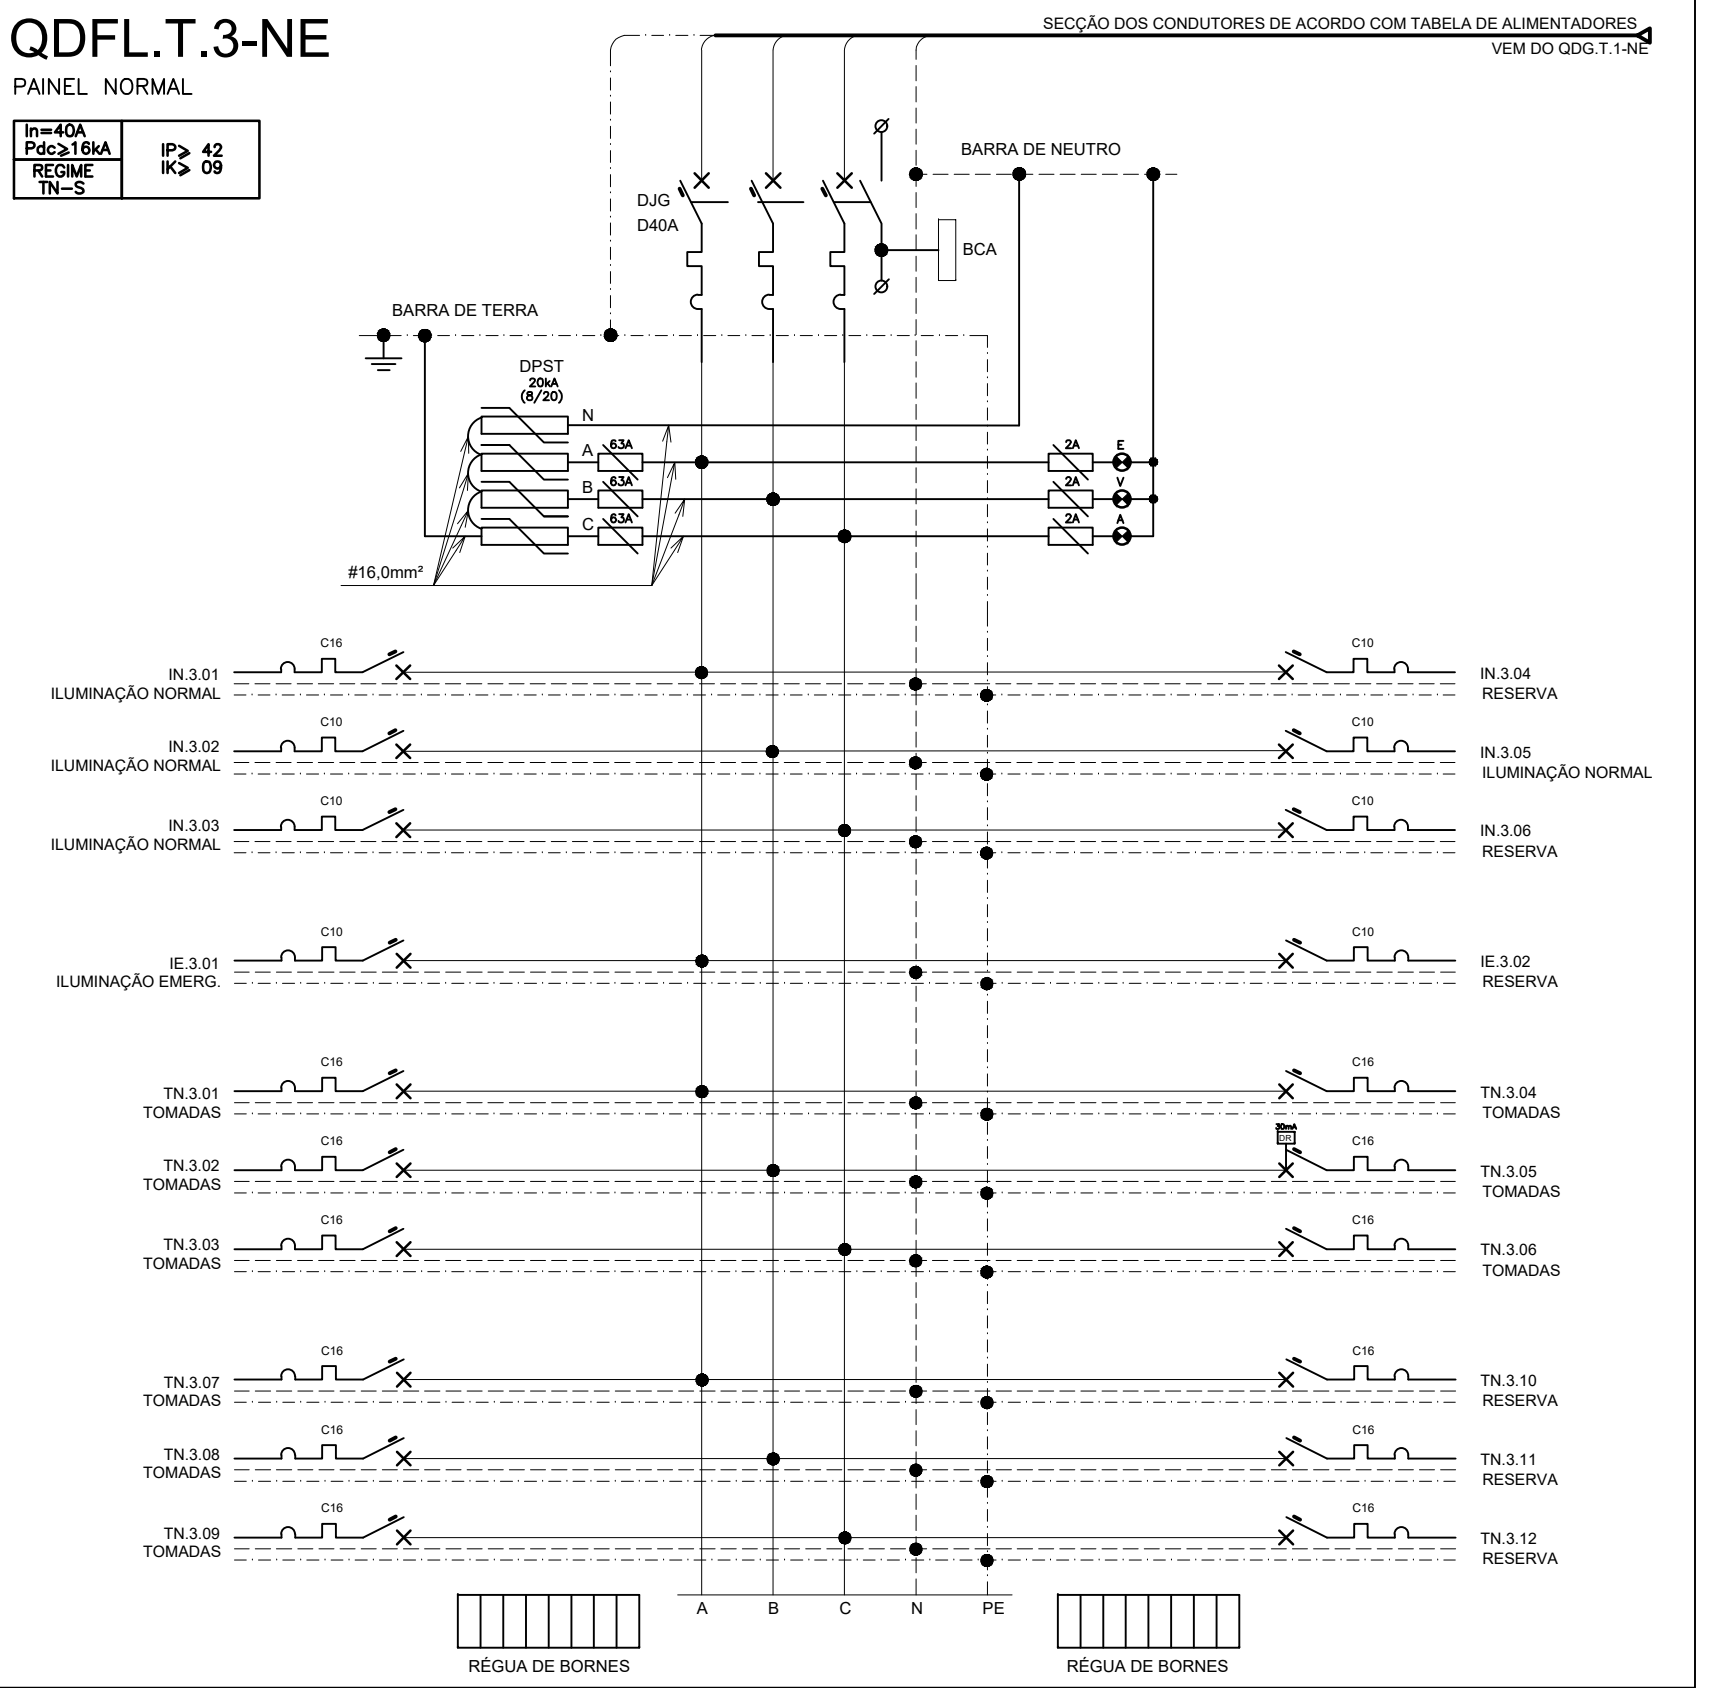 QDFL.T.3-NE
PAINEL NORMAL
In=40A
Pdc⩾16kA
REGIME
TN-S
IP⩾ 42
IK⩾ 09
SECÇÃO DOS CONDUTORES DE ACORDO COM TABELA DE ALIMENTADORES
VEM DO QDG.T.1-NE
BARRA DE NEUTRO
DJG
D40A
BCA
BARRA DE TERRA
DPST
20kA
(8/20)
N
A
63A
2A
E
B
63A
2A
V
C
63A
2A
A
#16,0mm²
C16
IN.3.01
ILUMINAÇÃO NORMAL
C10
IN.3.04
RESERVA
C10
IN.3.02
ILUMINAÇÃO NORMAL
C10
IN.3.05
ILUMINAÇÃO NORMAL
C10
IN.3.03
ILUMINAÇÃO NORMAL
C10
IN.3.06
RESERVA
C10
IE.3.01
ILUMINAÇÃO EMERG.
C10
IE.3.02
RESERVA
C16
TN.3.01
TOMADAS
C16
TN.3.04
TOMADAS
C16
TN.3.02
TOMADAS
30mA
DR
C16
TN.3.05
TOMADAS
C16
TN.3.03
TOMADAS
C16
TN.3.06
TOMADAS
C16
TN.3.07
TOMADAS
C16
TN.3.10
RESERVA
C16
TN.3.08
TOMADAS
C16
TN.3.11
RESERVA
C16
TN.3.09
TOMADAS
C16
TN.3.12
RESERVA
A B C N PE
RÉGUA DE BORNES
RÉGUA DE BORNES